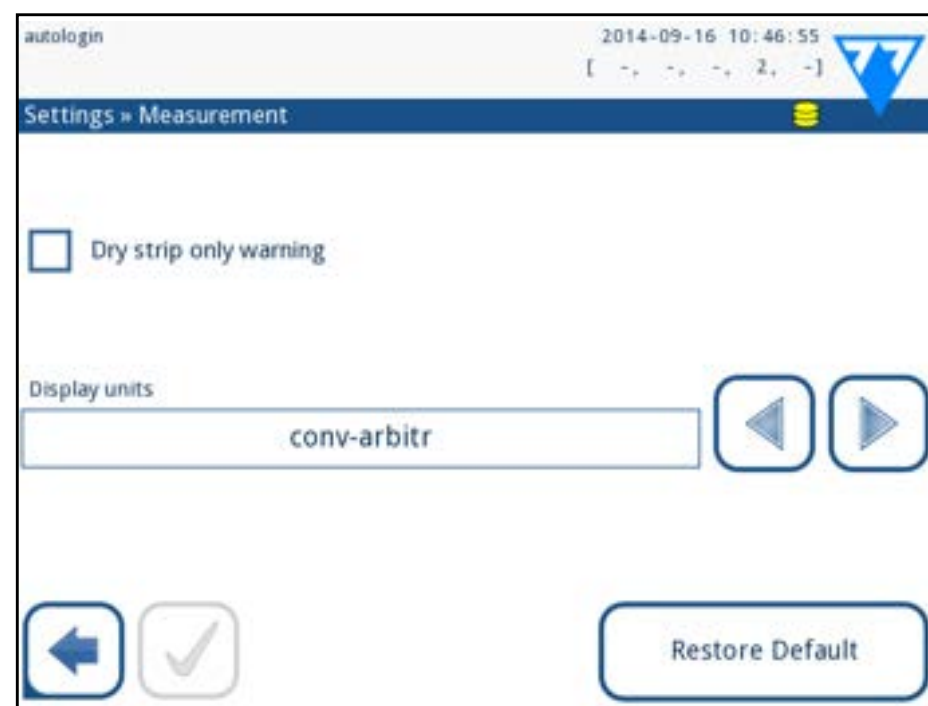 autologin
2014-09-16 10:46:55
[ -, -, -, 2, -]
Settings » Measurement
Dry strip only warning
Display units
conv-arbitr
Restore Default